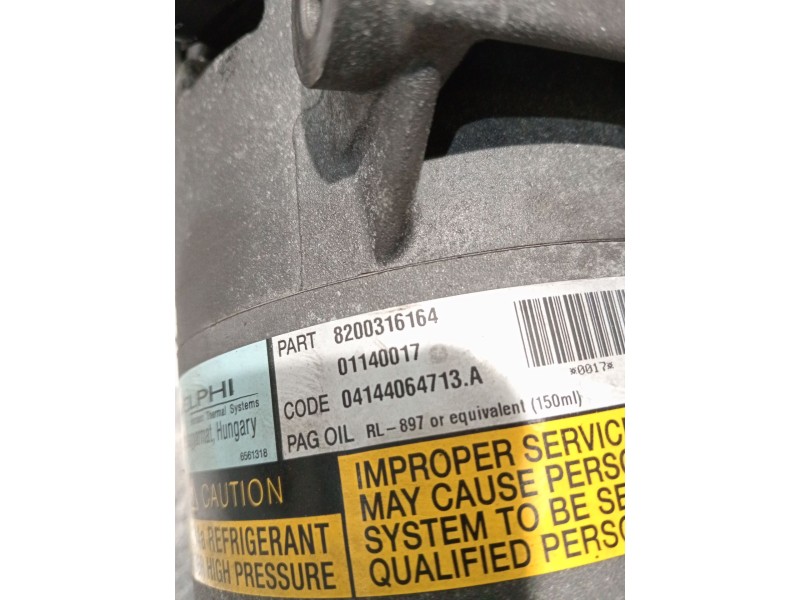 PART 8200316164
01140017
CODE 04144064713.A
PAG OIL RL-897 or equivalent (150ml)
*0017*
ELPHI
Thermal Systems
Hungary
6561318
CAUTION
REFRIGERANT
HIGH PRESSURE
IMPROPER SERVIC
MAY CAUSE PERSO
SYSTEM TO BE SE
QUALIFIED PERSO